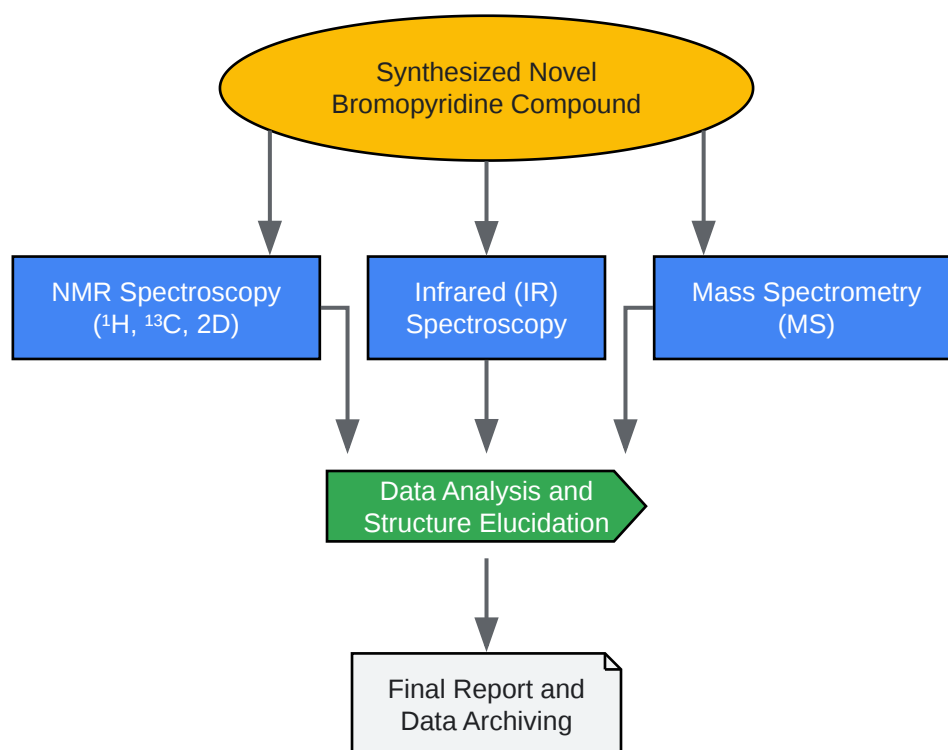 Synthesized Novel
Bromopyridine Compound
NMR Spectroscopy
(¹H, ¹³C, 2D)
Infrared (IR)
Spectroscopy
Mass Spectrometry
(MS)
Data Analysis and
Structure Elucidation
Final Report and
Data Archiving